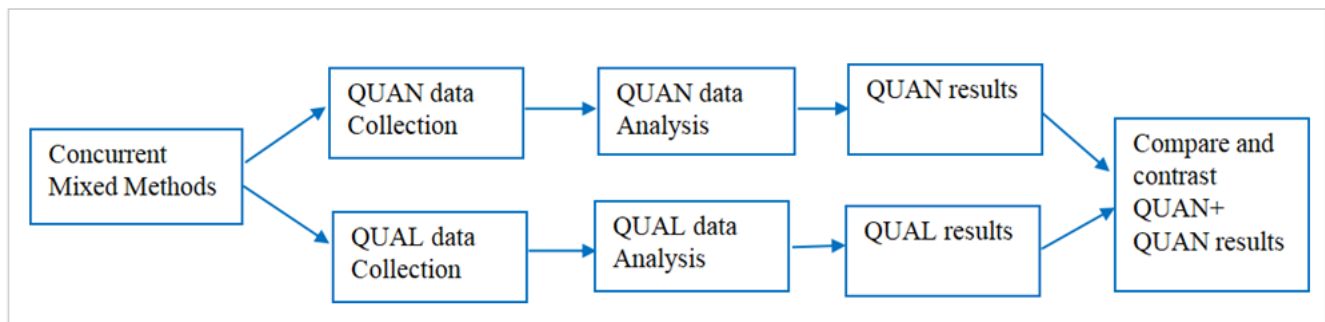 Concurrent
Mixed Methods
QUAN data
Collection
QUAN data
Analysis
QUAN results
QUAL data
Collection
QUAL data
Analysis
QUAL results
Compare and
contrast
QUAN+
QUAN results